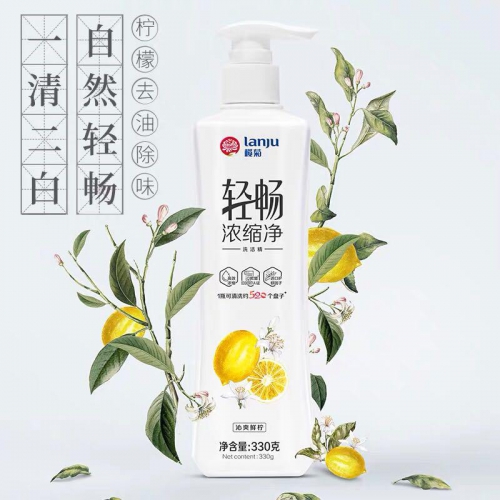 柠檬去油除味
自然轻畅
一清二白
lanju
榄菊
轻畅
浓缩净
洗洁精
1瓶可清洗约520个盘子
沁爽鲜柠
净含量:330克
Net content: 330g